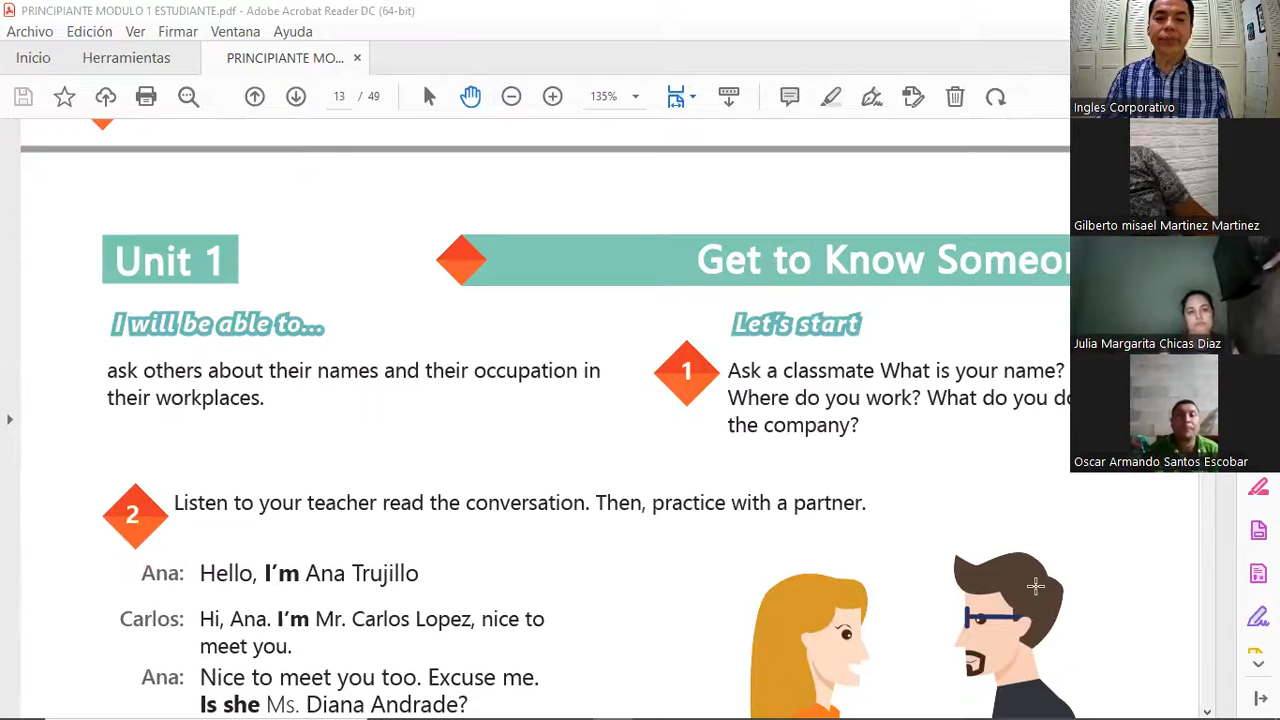 PRINCIPIANTE MODULO 1 ESTUDIANTE.pdf - Adobe Acrobat Reader DC (64-bit)
Archivo Edición Ver Firmar Ventana Ayuda
Inicio Herramientas PRINCIPIANTE MO... ×
13 / 49 135%
Unit 1
Get to Know Someo
I will be able to...
ask others about their names and their occupation in
their workplaces.
Let's start
1 Ask a classmate What is your name?
Where do you work? What do you do
the company?
2 Listen to your teacher read the conversation. Then, practice with a partner.
Ana: Hello, I'm Ana Trujillo
Carlos: Hi, Ana. I'm Mr. Carlos Lopez, nice to
meet you.
Ana: Nice to meet you too. Excuse me.
Is she Ms. Diana Andrade?
Ingles Corporativo
Gilberto misael Martinez Martinez
Julia Margarita Chicas Diaz
Oscar Armando Santos Escobar